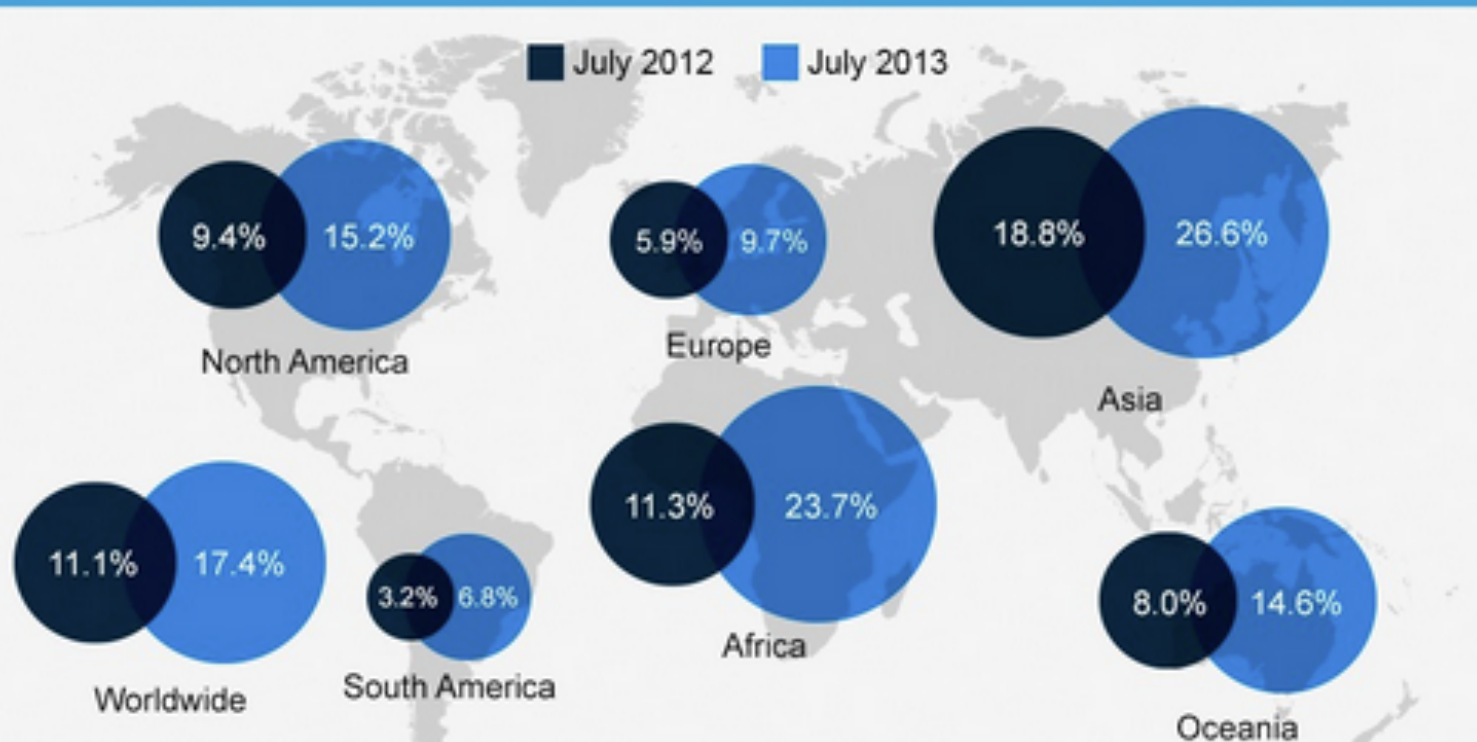 July 2012
July 2013
9.4%
15.2%
North America
5.9%
9.7%
Europe
18.8%
26.6%
Asia
11.1%
17.4%
Worldwide
3.2%
6.8%
South America
11.3%
23.7%
Africa
8.0%
14.6%
Oceania